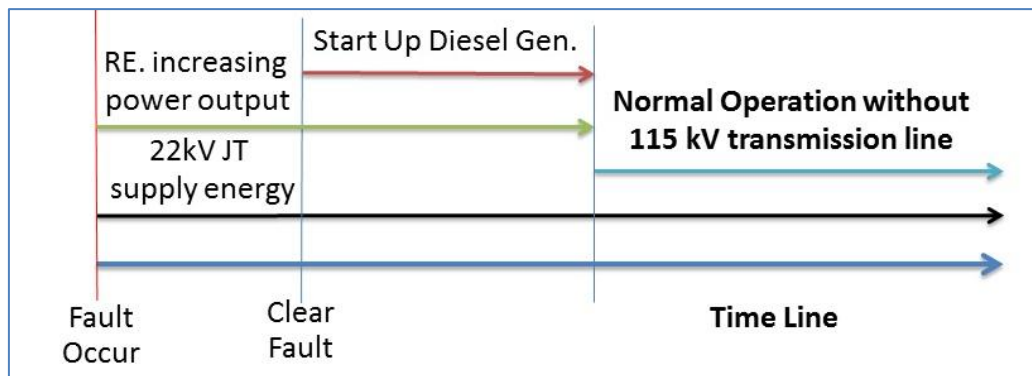 Start Up Diesel Gen.
RE. increasing
power output
Normal Operation without
115 kV transmission line
22kV JT
supply energy
Fault
Occur
Clear
Fault
Time Line